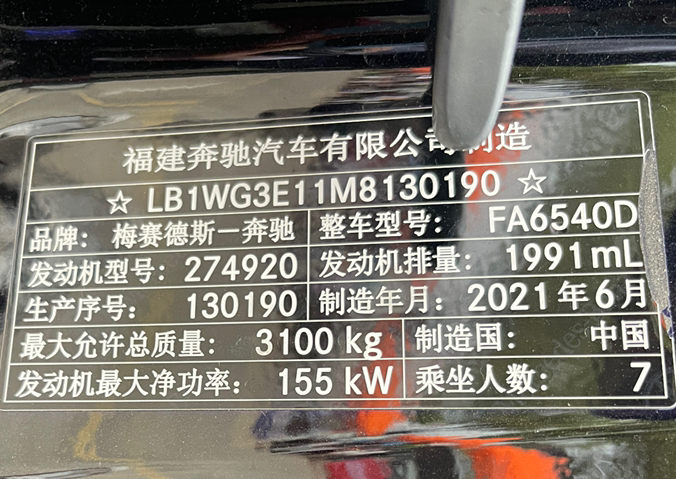 福建奔驰汽车有限公司制造
☆ LB1WG3E11M8130190 ☆
品牌: 梅赛德斯－奔驰 整车型号: FA6540D
发动机型号: 274920 发动机排量: 1991mL
生产序号: 130190 制造年月: 2021年6月
最大允许总质量: 3100 kg 制造国: 中国
发动机最大净功率: 155 kW 乘坐人数: 7